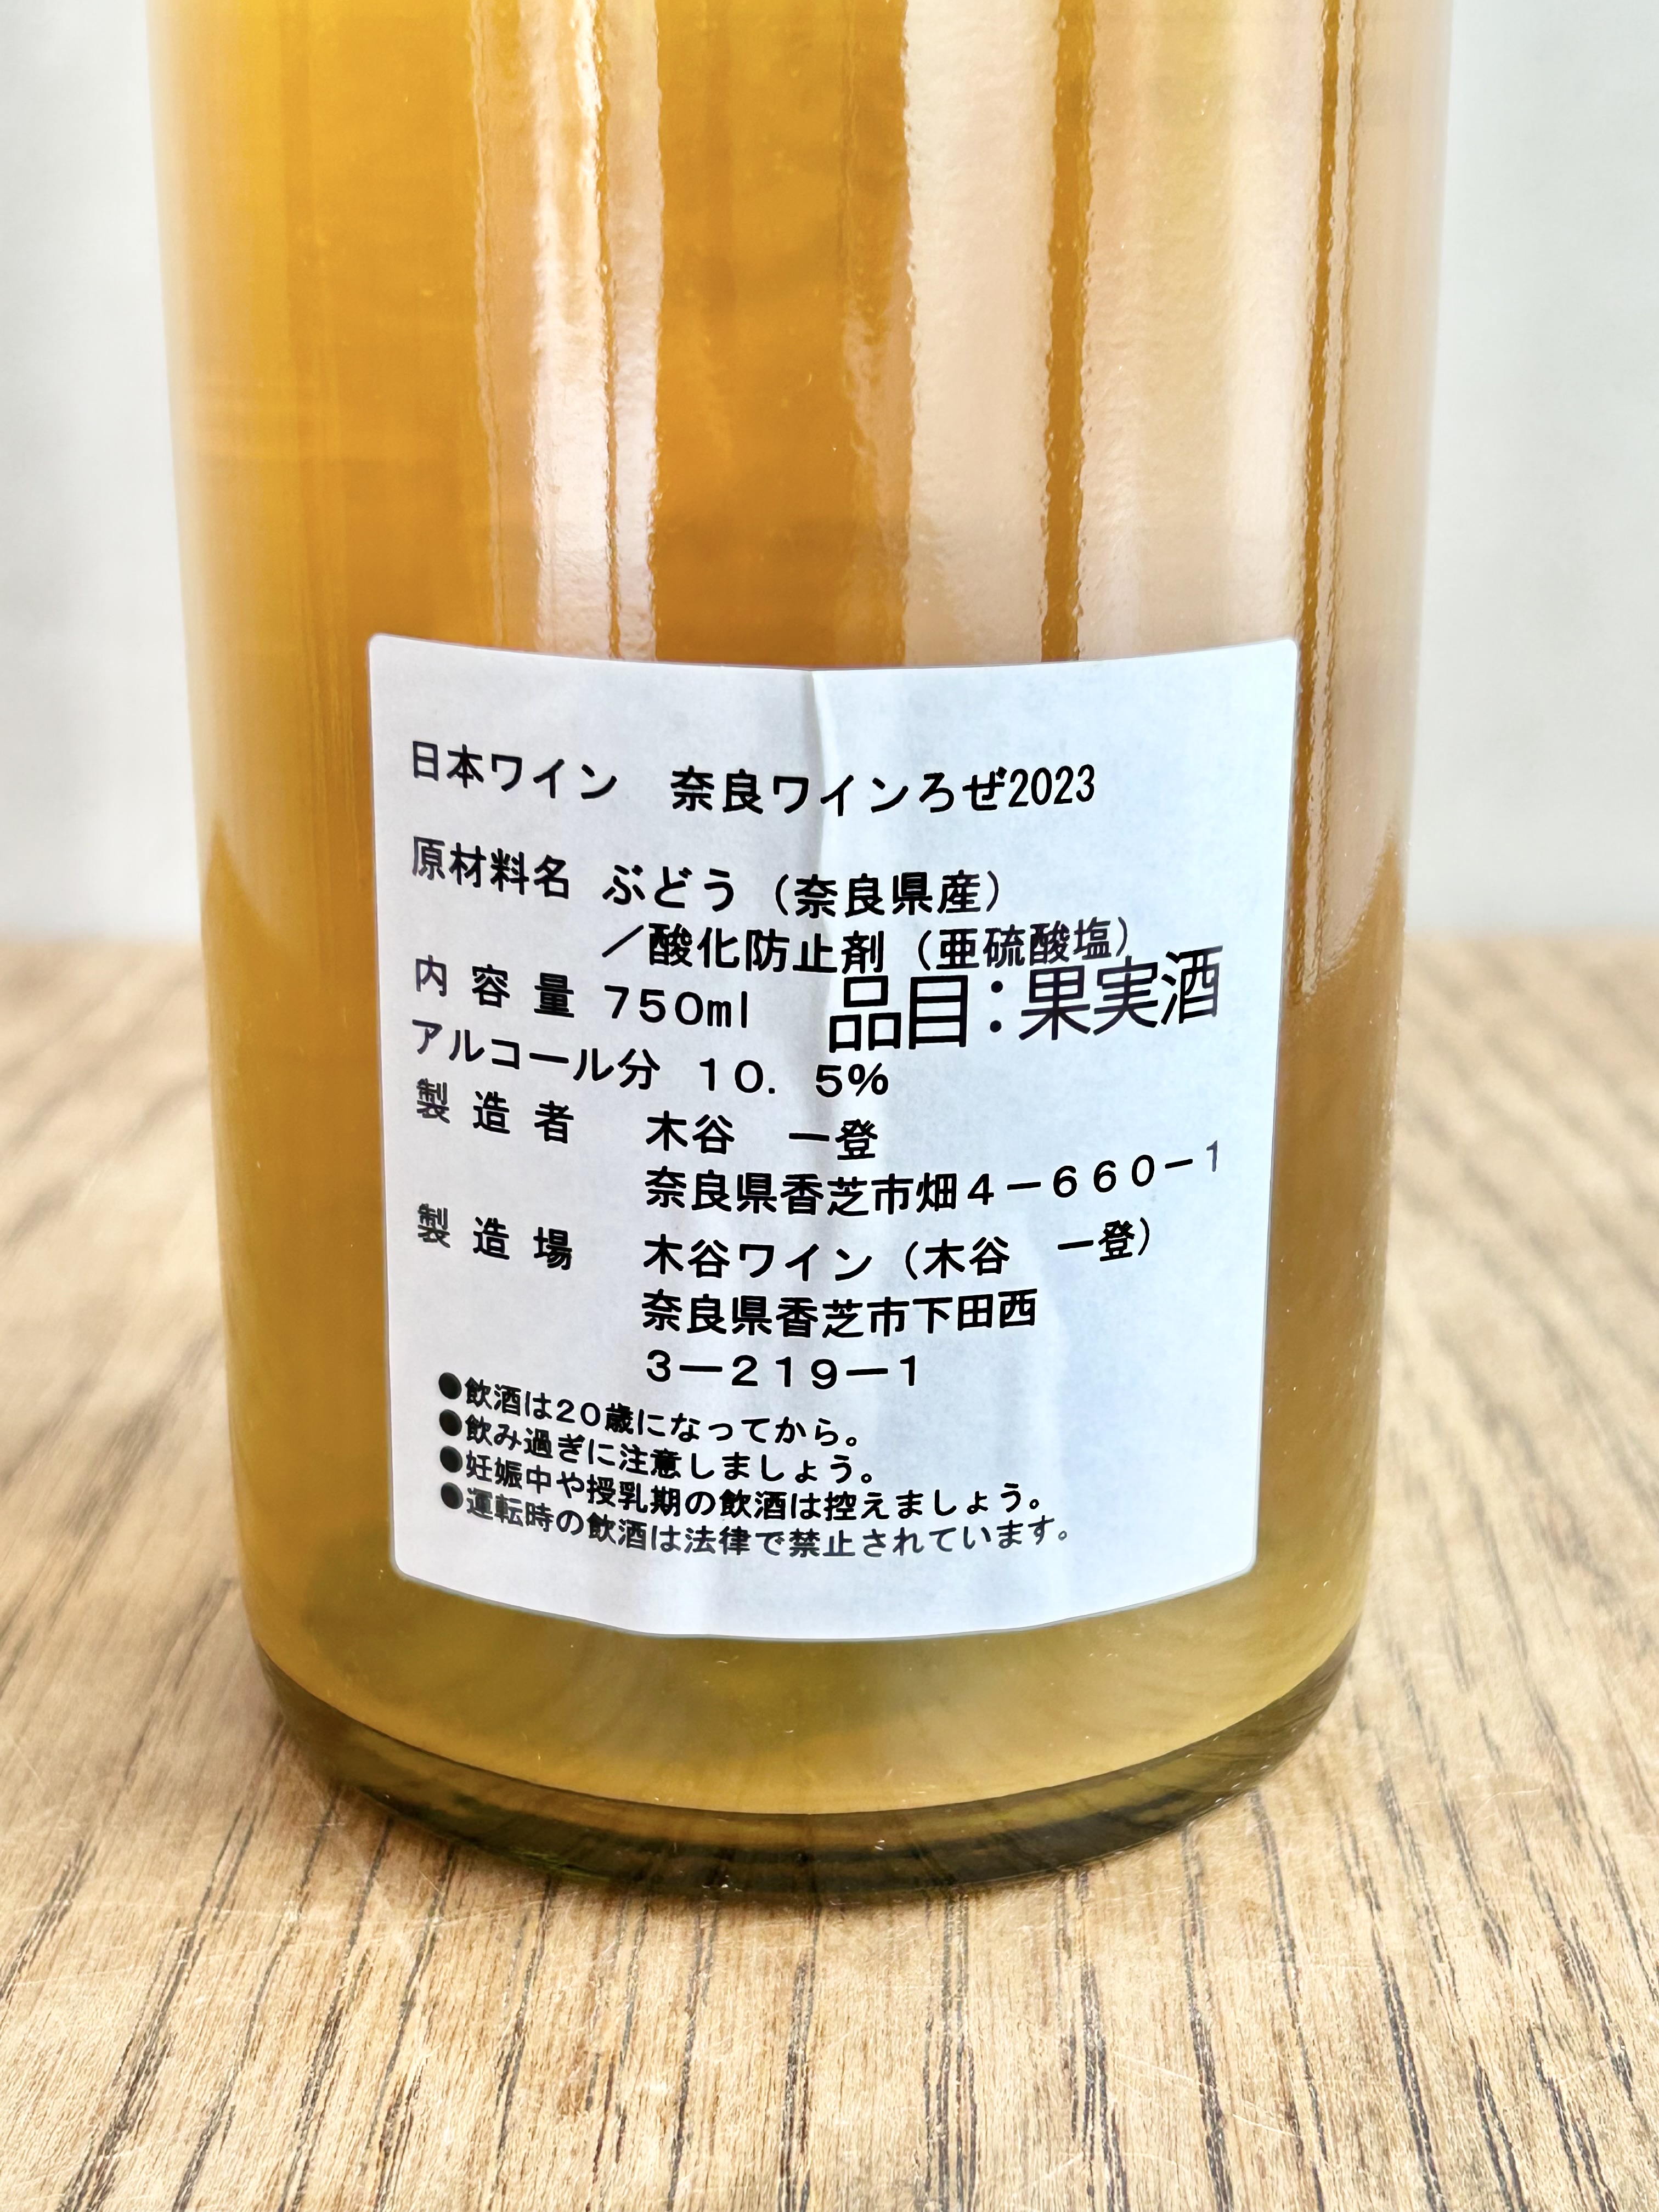 日本ワイン　奈良ワインろぜ2023
原材料名 ぶどう（奈良県産）
／酸化防止剤（亜硫酸塩）
内 容 量 750ml 品目：果実酒
アルコール分 10. 5%
製 造 者 木谷　一登
奈良県香芝市畑4－660－1
製 造 場 木谷ワイン（木谷　一登）
奈良県香芝市下田西
3－219－1
●飲酒は20歳になってから。
●飲み過ぎに注意しましょう。
●妊娠中や授乳期の飲酒は控えましょう。
●運転時の飲酒は法律で禁止されています。